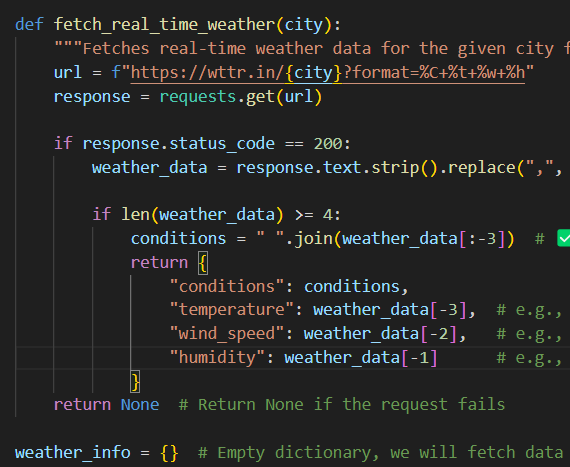 def fetch_real_time_weather(city):
"""Fetches real-time weather data for the given city f
url = f"https://wttr.in/{city}?format=%C+%t+%w+%h"
response = requests.get(url)
if response.status_code == 200:
weather_data = response.text.strip().replace(",",
if len(weather_data) >= 4:
conditions = " ".join(weather_data[:-3])  # ✅
return {
"conditions": conditions,
"temperature": weather_data[-3],  # e.g.,
"wind_speed": weather_data[-2],   # e.g.,
"humidity": weather_data[-1]      # e.g.,
}
return None  # Return None if the request fails
weather_info = {}  # Empty dictionary, we will fetch data